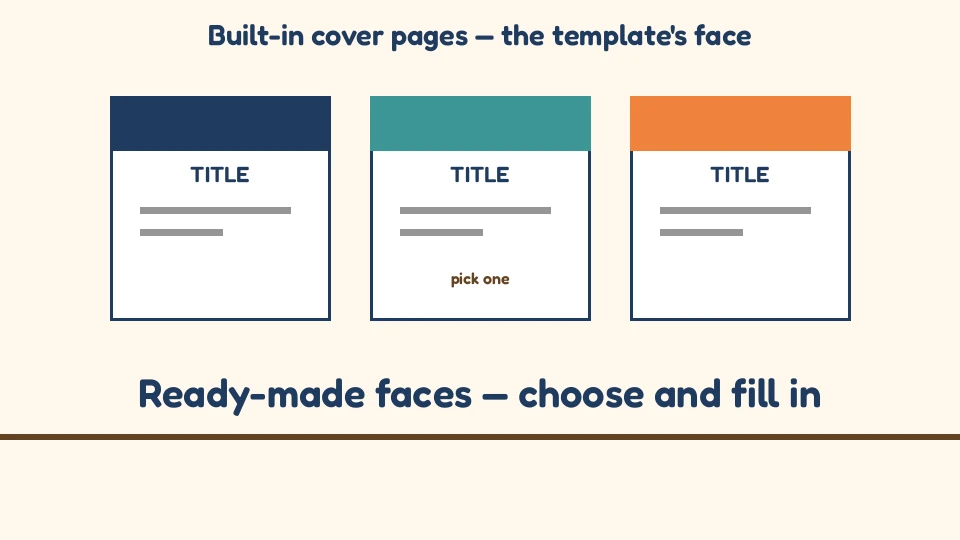 Built-in cover pages — the template's face
TITLE
TITLE
TITLE
pick one
Ready-made faces — choose and fill in